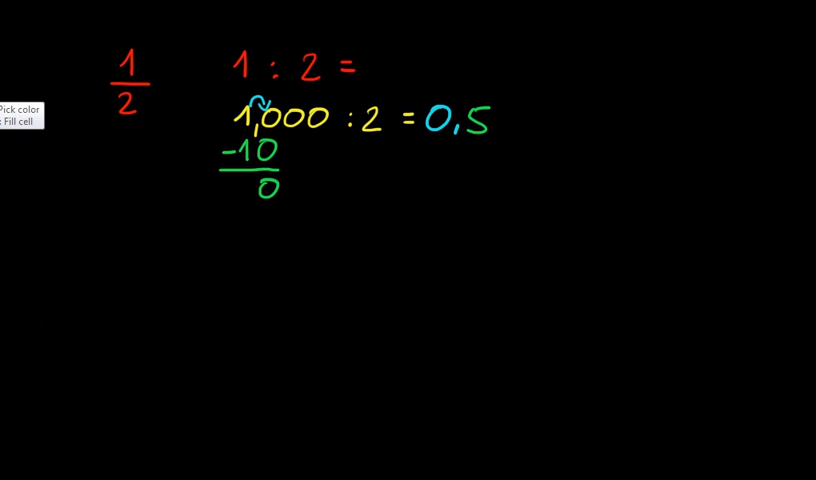 1
2
1 : 2 =
Pick color
: Fill cell
1,000 : 2 = 0,5
-10
0